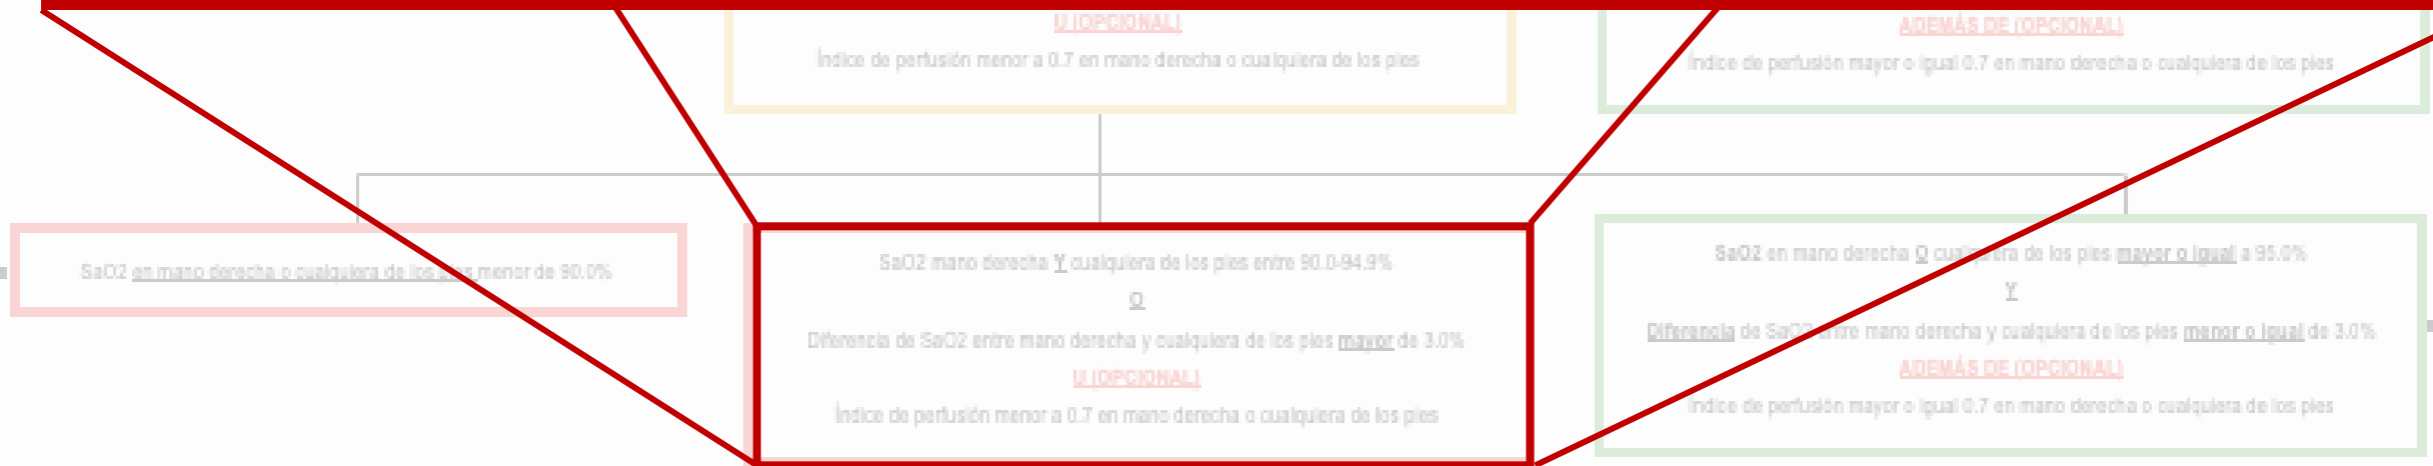 U (OPCIONAL)
Índice de perfusión menor a 0.7 en mano derecha o cualquiera de los pies
ADEMÁS DE (OPCIONAL)
Índice de perfusión mayor o igual 0.7 en mano derecha o cualquiera de los pies
SaO2 en mano derecha o cualquiera de los pies menor de 90.0%
SaO2 mano derecha Y cualquiera de los pies entre 90.0-94.9%
O
Diferencia de SaO2 entre mano derecha y cualquiera de los pies mayor de 3.0%
U (OPCIONAL)
Índice de perfusión menor a 0.7 en mano derecha o cualquiera de los pies
SaO2 en mano derecha O cualquiera de los pies mayor o igual a 95.0%
Y
Diferencia de SaO2 entre mano derecha y cualquiera de los pies menor o igual de 3.0%
ADEMÁS DE (OPCIONAL)
Índice de perfusión mayor o igual 0.7 en mano derecha o cualquiera de los pies